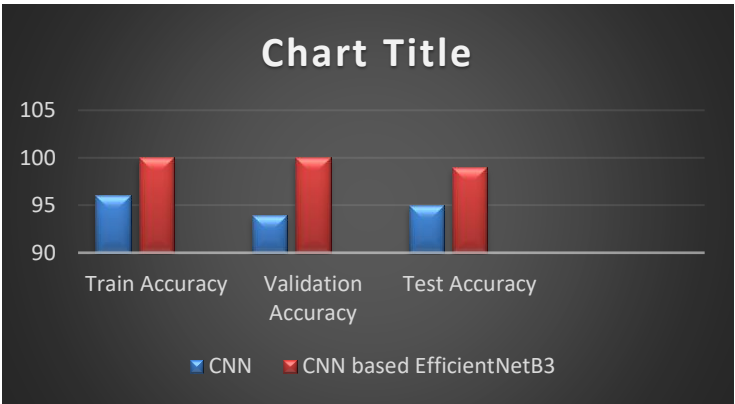 Chart Title
105
100
95
90
Train Accuracy
Validation
Accuracy
Test Accuracy
CNN
CNN based EfficientNetB3